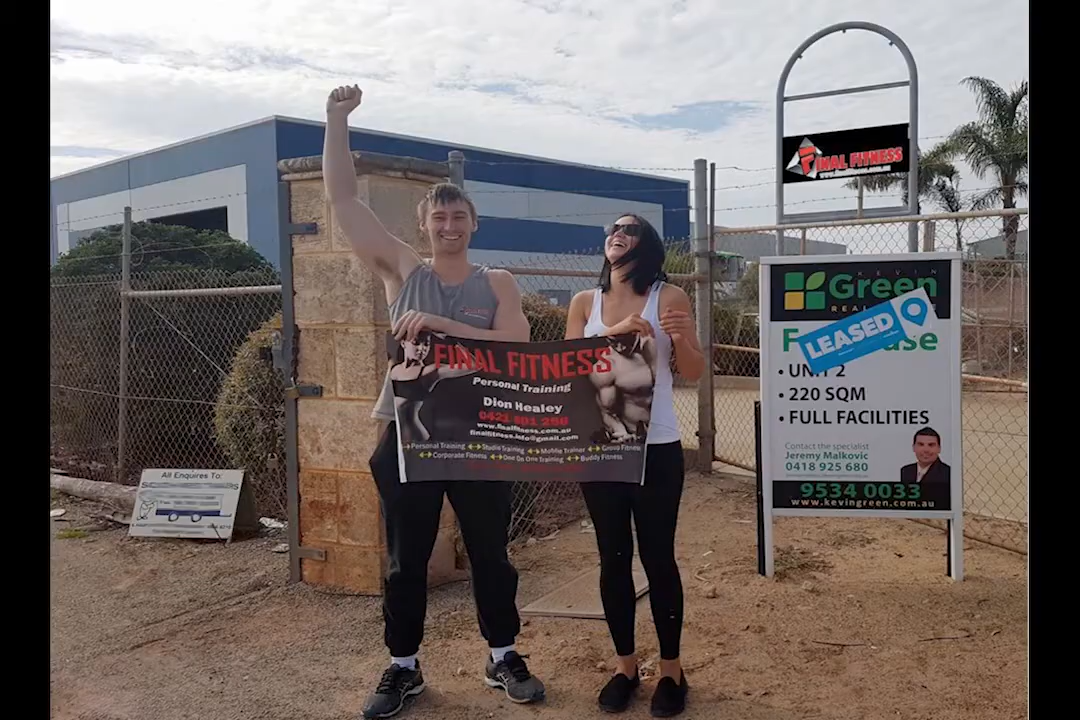 FINAL FITNESS
KEVIN
Green
LEASED
• UNIT 2
• 220 SQM
• FULL FACILITIES
Contact the specialist
Jeremy Malkovic
0418 925 680
9534 0033
www.kevingreen.com.au
FINAL FITNESS
Personal Training
Dion Healey
www.finalfitness.com.au
finalfitness.info@gmail.com
Personal Training Studio Training Mobile Trainer Group Fitness
Corporate Fitness One On One Training Buddy Fitness
All Enquires To: